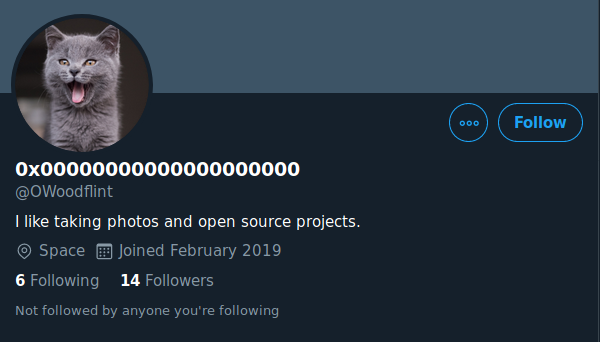 Follow
0x00000000000000000000
@OWoodflint
I like taking photos and open source projects.
Space Joined February 2019
6 Following 14 Followers
Not followed by anyone you're following